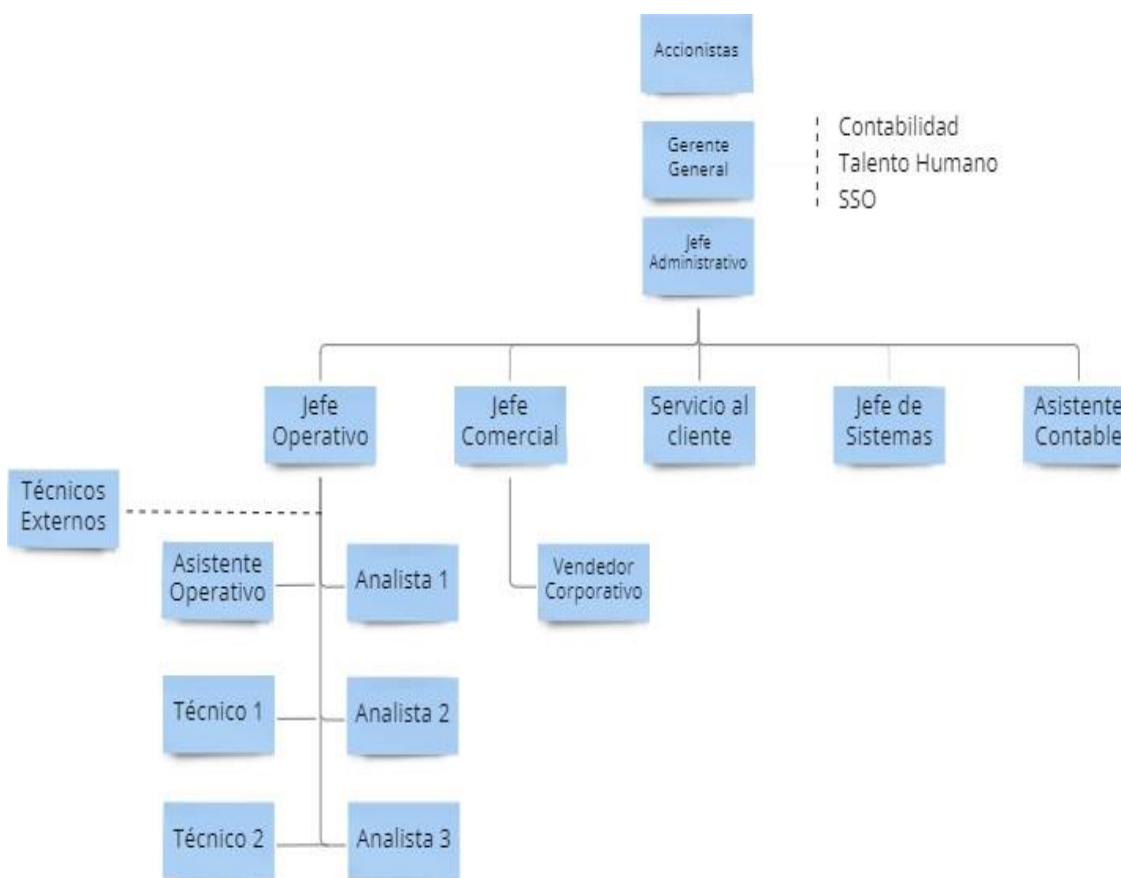 Accionistas
Gerente
General
Contabilidad
Talento Humano
SSO
Jefe
Administrativo
Jefe
Operativo
Jefe
Comercial
Servicio al
cliente
Jefe de
Sistemas
Asistente
Contable
Técnicos
Externos
Asistente
Operativo
Analista 1
Vendedor
Corporativo
Técnico 1
Analista 2
Técnico 2
Analista 3